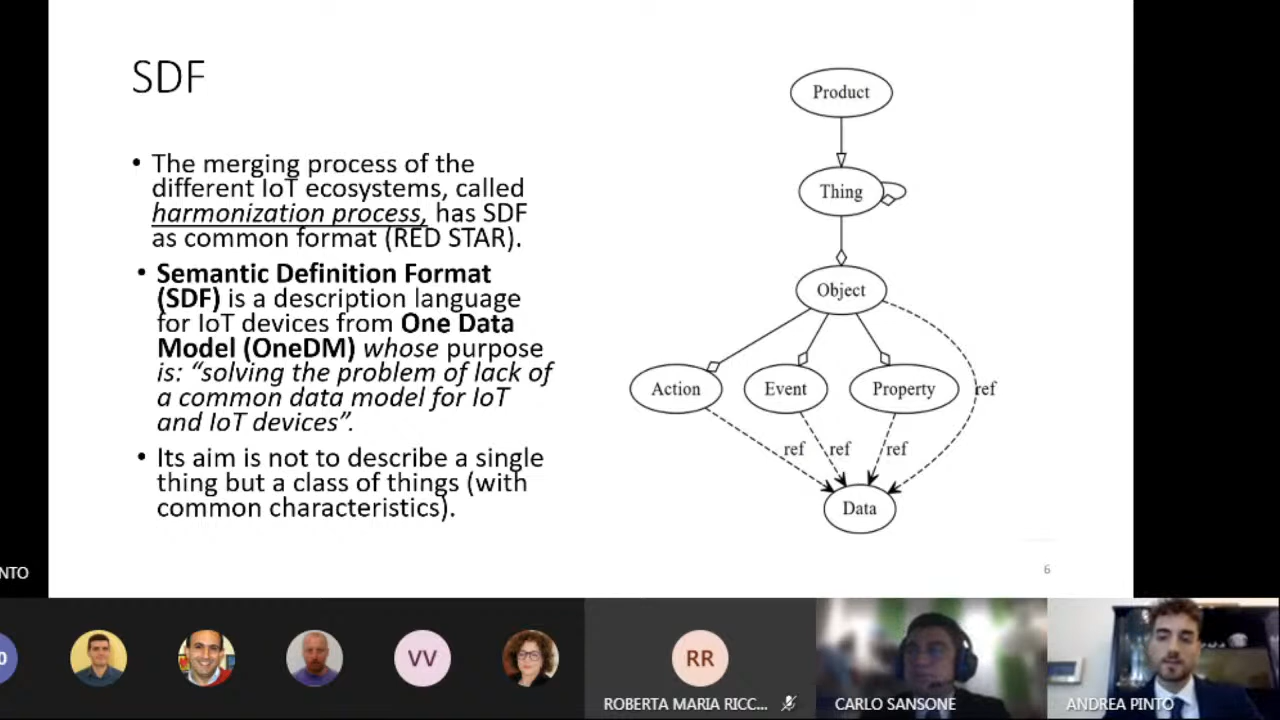 SDF
• The merging process of the
different IoT ecosystems, called
harmonization process, has SDF
as common format (RED STAR).
• Semantic Definition Format
(SDF) is a description language
for IoT devices from One Data
Model (OneDM) whose purpose
is: “solving the problem of lack of
a common data model for IoT
and IoT devices”.
• Its aim is not to describe a single
thing but a class of things (with
common characteristics).
Product
Thing
Object
Action
Event
Property
ref
ref
ref
ref
Data
6
NTO
0
VV
RR
ROBERTA MARIA RICC...
CARLO SANSONE
ANDREA PINTO